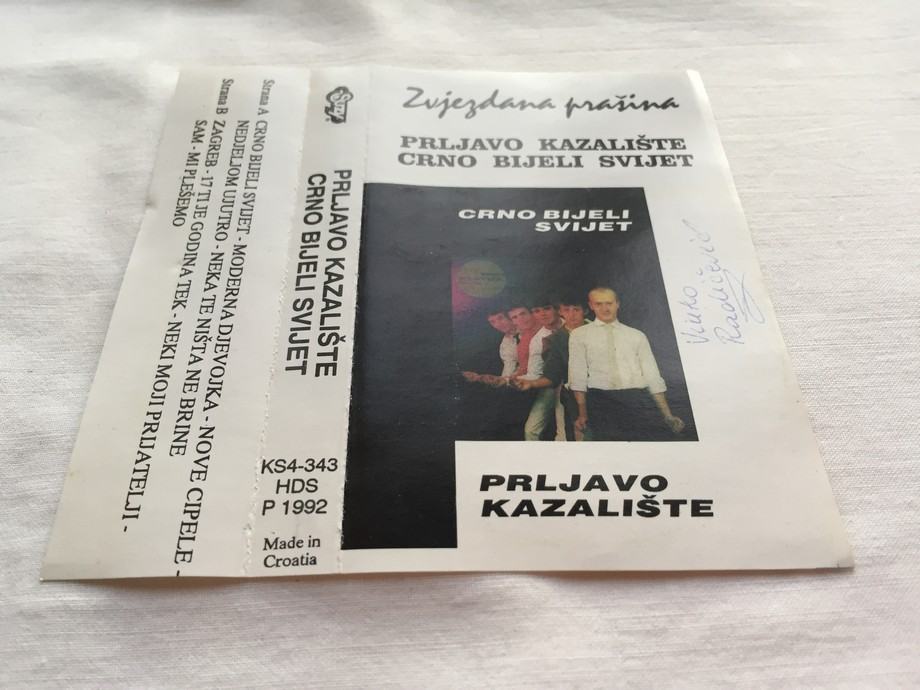 Strana A CRNO BIJELI SVIJET - MODERNA DJEVOJKA - NOVE CIPELE -
NEDJELJOM UJUTRO - NEKA TE NIŠTA NE BRINE
Strana B ZAGREB - 17 TI JE GODINA TEK - NEKI MOJI PRIJATELJI -
SAM - MI PLEŠEMO
Suzy
PRLJAVO KAZALIŠTE
CRNO BIJELI SVIJET
KS4-343
HDS
P 1992
Made in
Croatia
Zvjezdana prašina
PRLJAVO KAZALIŠTE
CRNO BIJELI SVIJET
CRNO BIJELI
SVIJET
PRLJAVO
KAZALIŠTE
Radičević